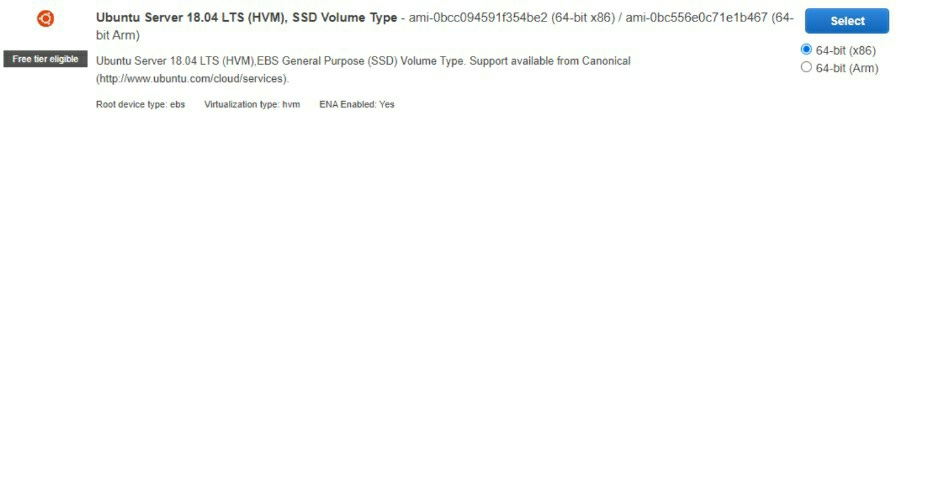 Ubuntu Server 18.04 LTS (HVM), SSD Volume Type - ami-0bcc094591f354be2 (64-bit x86) / ami-0bc556e0c71e1b467 (64-
bit Arm)
Select
Free tier eligible
Ubuntu Server 18.04 LTS (HVM),EBS General Purpose (SSD) Volume Type. Support available from Canonical
(http://www.ubuntu.com/cloud/services).
64-bit (x86)
64-bit (Arm)
Root device type: ebs Virtualization type: hvm ENA Enabled: Yes